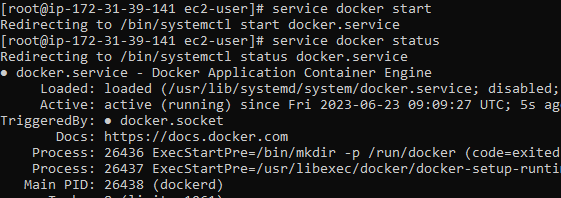 [root@ip-172-31-39-141 ec2-user]# service docker start
Redirecting to /bin/systemctl start docker.service
[root@ip-172-31-39-141 ec2-user]# service docker status
Redirecting to /bin/systemctl status docker.service
● docker.service - Docker Application Container Engine
Loaded: loaded (/usr/lib/systemd/system/docker.service; disabled;
Active: active (running) since Fri 2023-06-23 09:09:27 UTC; 5s ago
TriggeredBy: ● docker.socket
Docs: https://docs.docker.com
Process: 26436 ExecStartPre=/bin/mkdir -p /run/docker (code=exited
Process: 26437 ExecStartPre=/usr/libexec/docker/docker-setup-runti
Main PID: 26438 (dockerd)